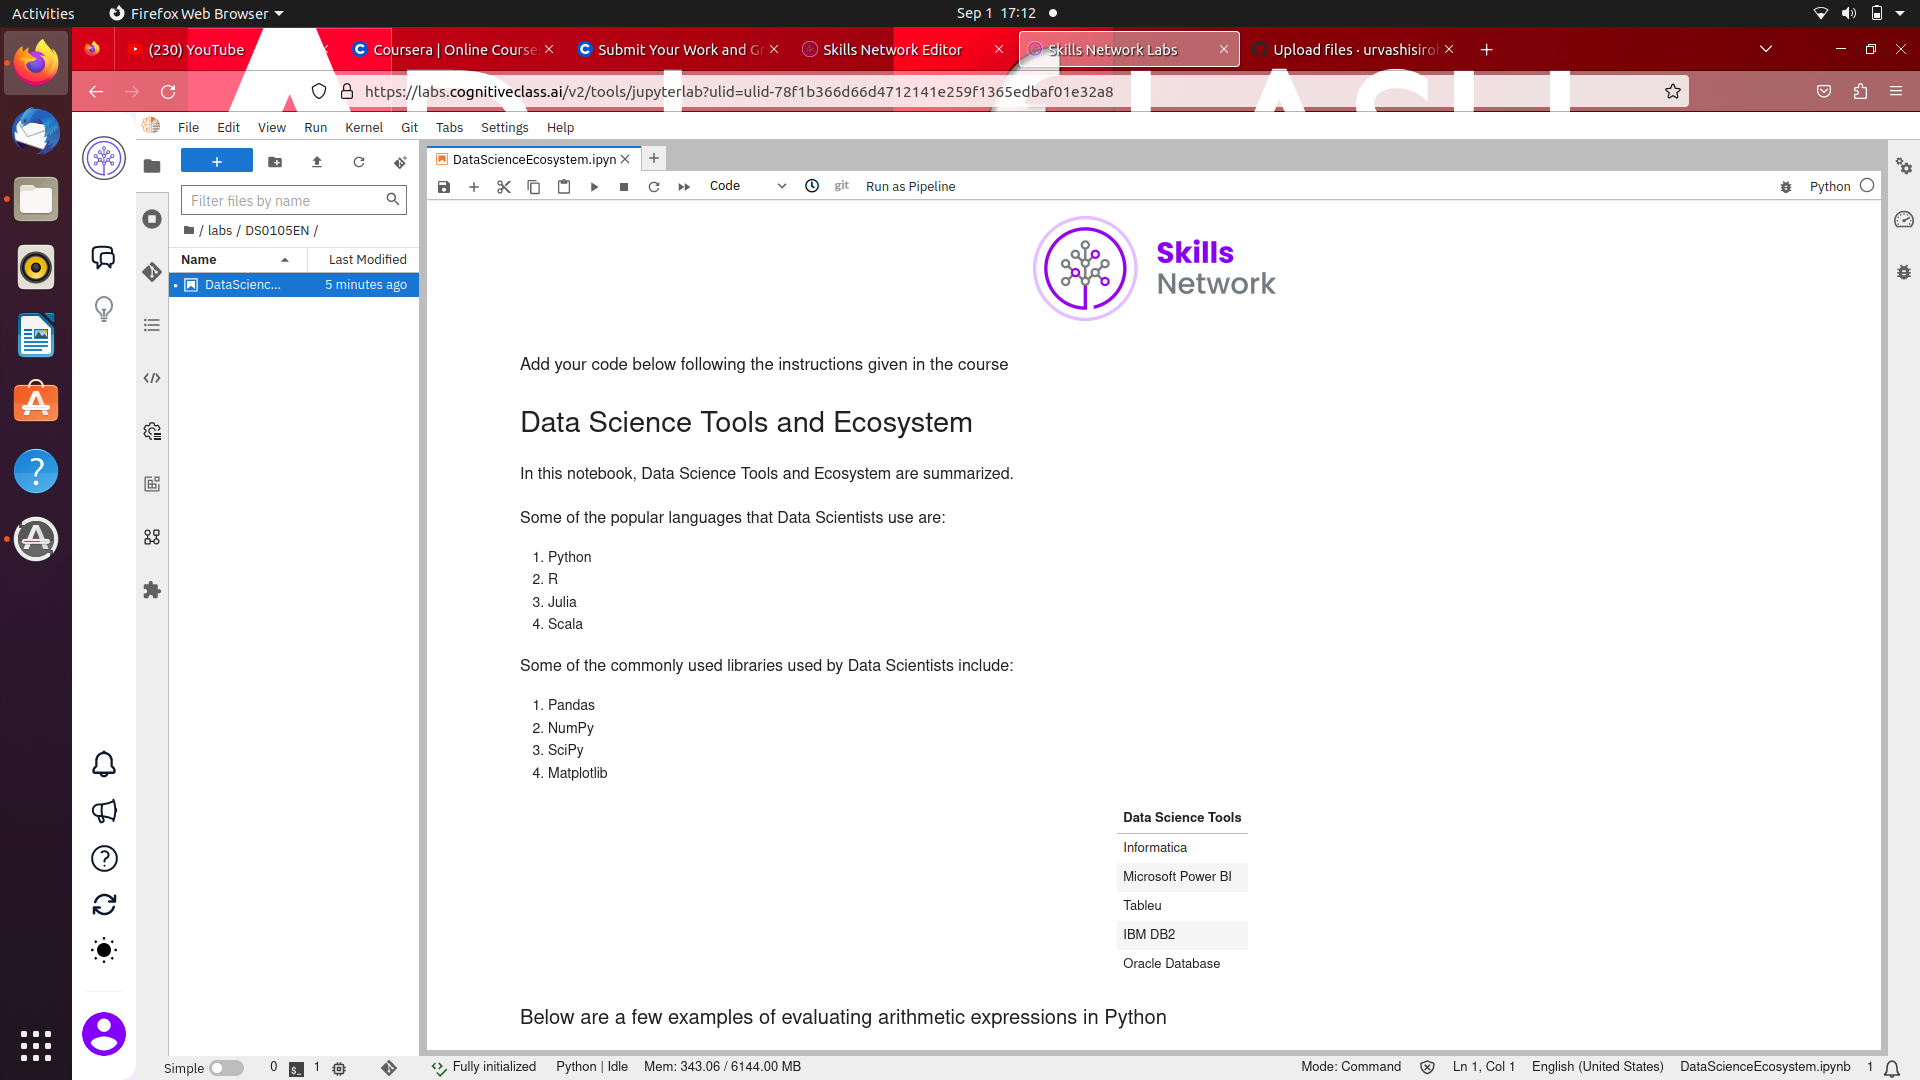 Activities
Firefox Web Browser
Sep 1 17:12
(230) YouTube
Coursera | Online Course
Submit Your Work and Gr
Skills Network Editor
Skills Network Labs
Upload files · urvashisiroh
https://labs.cognitiveclass.ai/v2/tools/jupyterlab?ulid=ulid-78f1b366d66d4712141e259f1365edbaf01e32a8
File Edit View Run Kernel Git Tabs Settings Help
DataScienceEcosystem.ipyn
Code
git
Run as Pipeline
Python
Filter files by name
/ labs / DS0105EN /
Name Last Modified
DataScienc... 5 minutes ago
Skills
Network
Add your code below following the instructions given in the course
Data Science Tools and Ecosystem
In this notebook, Data Science Tools and Ecosystem are summarized.
Some of the popular languages that Data Scientists use are:
1. Python
2. R
3. Julia
4. Scala
Some of the commonly used libraries used by Data Scientists include:
1. Pandas
2. NumPy
3. SciPy
4. Matplotlib
Data Science Tools
Informatica
Microsoft Power BI
Tableu
IBM DB2
Oracle Database
Below are a few examples of evaluating arithmetic expressions in Python
Simple 0 1 Fully initialized Python | Idle Mem: 343.06 / 6144.00 MB Mode: Command Ln 1, Col 1 English (United States) DataScienceEcosystem.ipynb 1